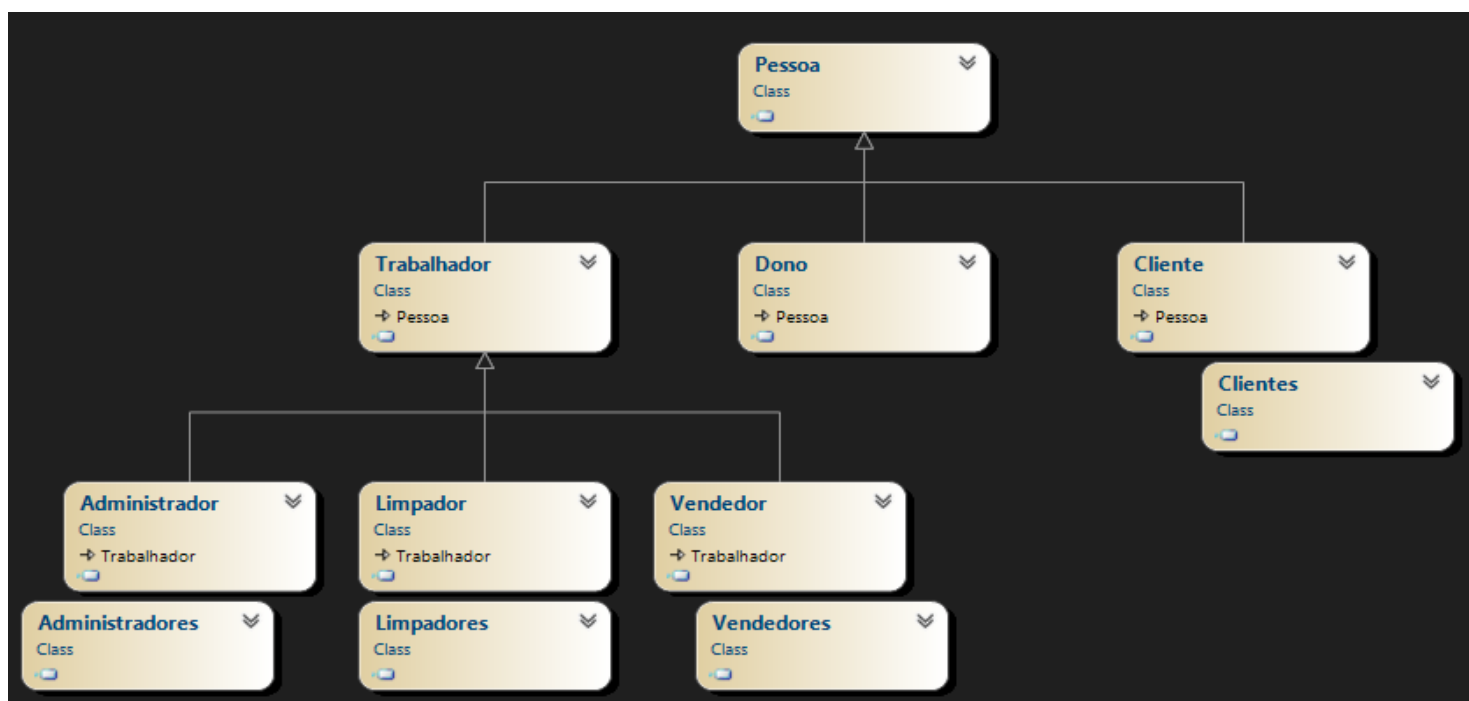 Pessoa
Class
Trabalhador
Class
Pessoa
Dono
Class
Pessoa
Cliente
Class
Pessoa
Clientes
Class
Administrador
Class
Trabalhador
Limpador
Class
Trabalhador
Vendedor
Class
Trabalhador
Administradores
Class
Limpadores
Class
Vendedores
Class